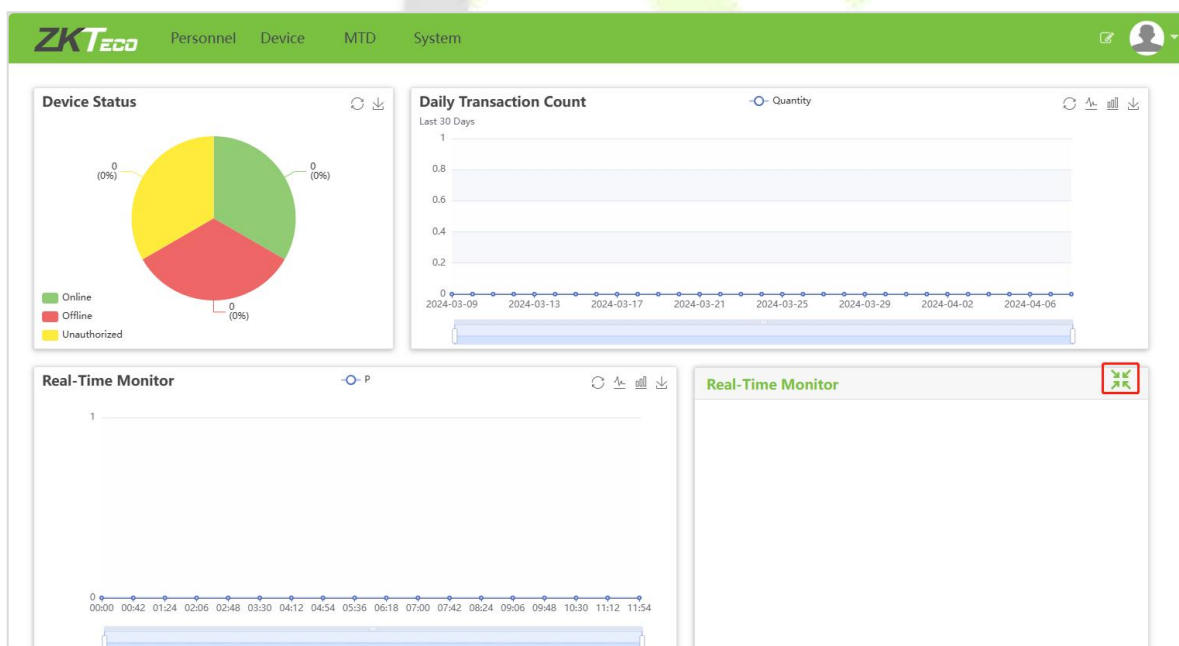 ZKTECO Personnel Device MTD System
Device Status
0
(0%)
0
(0%)
0
(0%)
Online
Offline
Unauthorized
Daily Transaction Count
Quantity
Last 30 Days
1
0.8
0.6
0.4
0.2
0
2024-03-09 2024-03-13 2024-03-17 2024-03-21 2024-03-25 2024-03-29 2024-04-02 2024-04-06
Real-Time Monitor
P
1
0
00:00 00:42 01:24 02:06 02:48 03:30 04:12 04:54 05:36 06:18 07:00 07:42 08:24 09:06 09:48 10:30 11:12 11:54
Real-Time Monitor